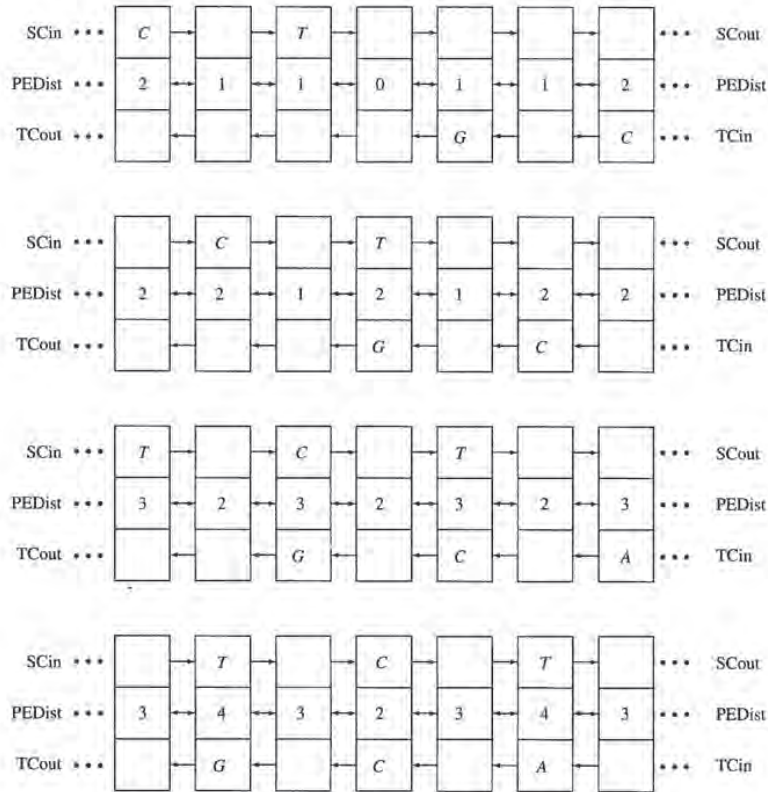 SCin ••• C T ••• SCout
PEDist ••• 2 1 1 0 1 1 2 ••• PEDist
TCout ••• G C ••• TCin
SCin ••• C T ••• SCout
PEDist ••• 2 2 1 2 1 2 2 ••• PEDist
TCout ••• G C ••• TCin
SCin ••• T C T ••• SCout
PEDist ••• 3 2 3 2 3 2 3 ••• PEDist
TCout ••• G C A ••• TCin
SCin ••• T C T ••• SCout
PEDist ••• 3 4 3 2 3 4 3 ••• PEDist
TCout ••• G C A ••• TCin